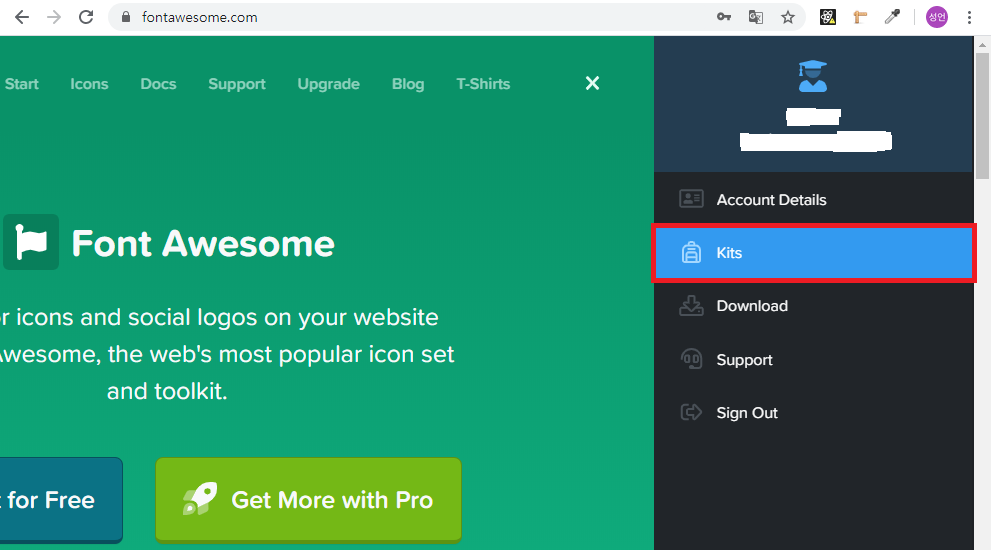 fontawesome.com
성언
Start Icons Docs Support Upgrade Blog T-Shirts
Font Awesome
r icons and social logos on your website
Awesome, the web's most popular icon set
and toolkit.
for Free
Get More with Pro
Account Details
Kits
Download
Support
Sign Out